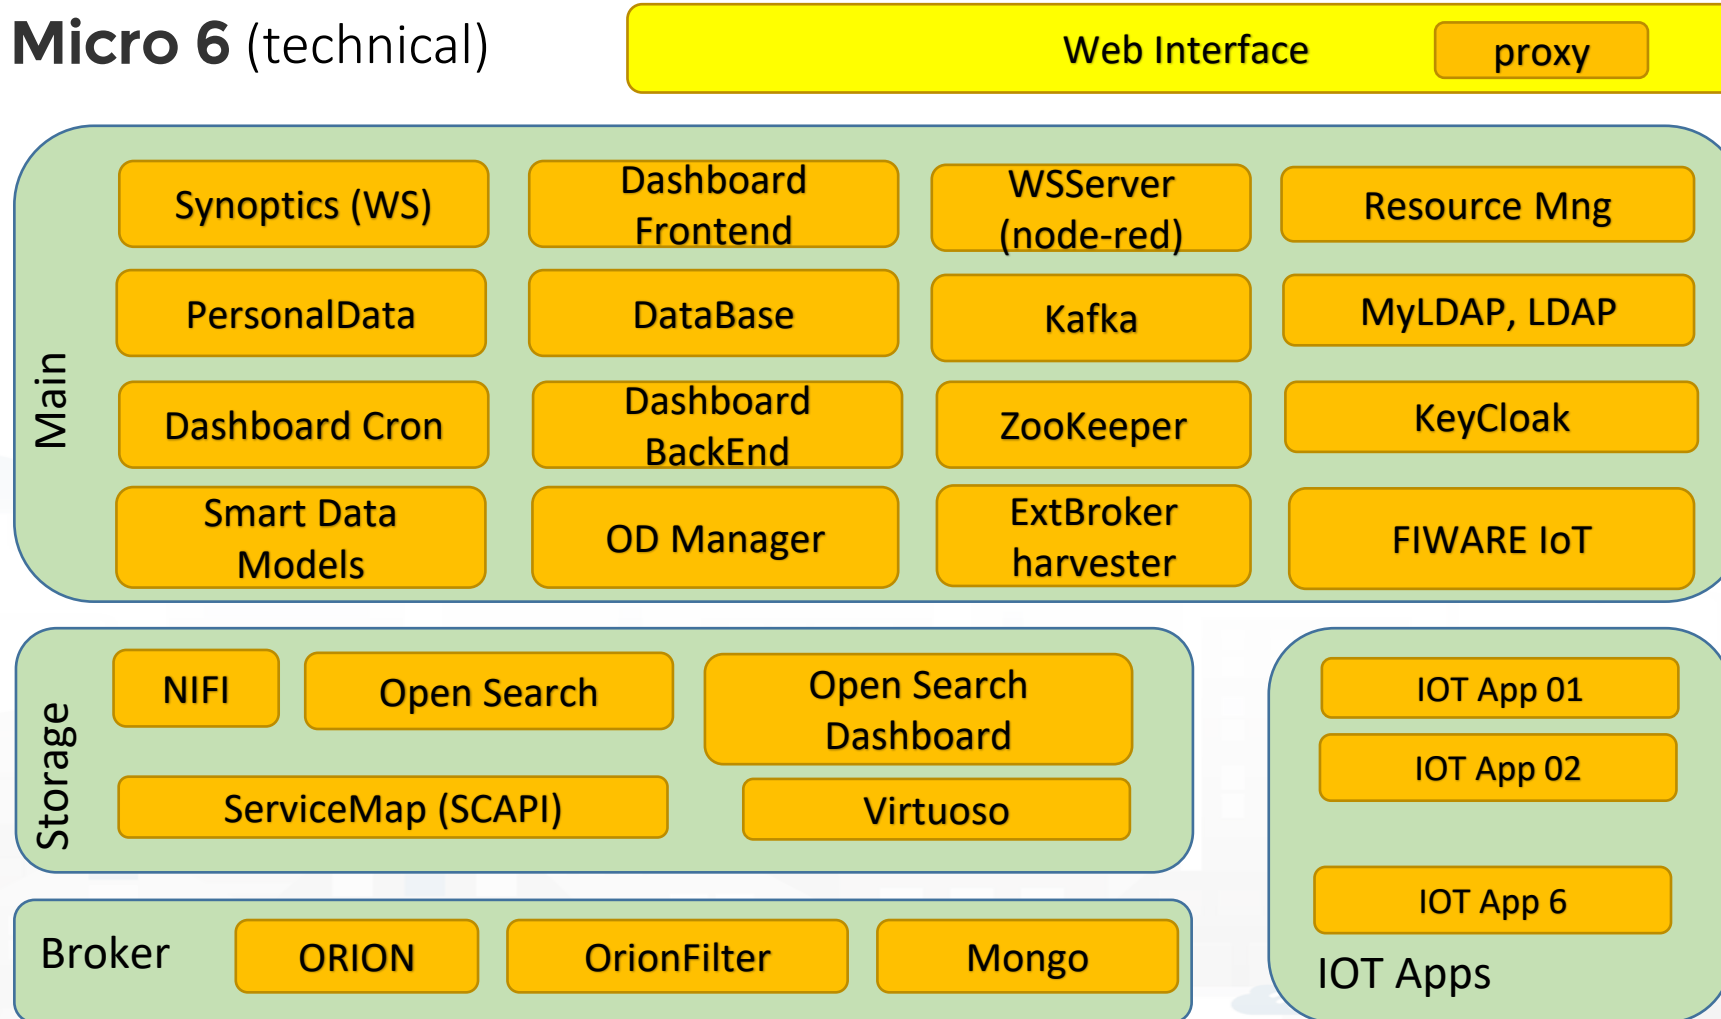 Micro 6 (technical)
Web Interface
proxy
Main
Synoptics (WS)
Dashboard
Frontend
WSServer
(node-red)
Resource Mng
PersonalData
DataBase
Kafka
MyLDAP, LDAP
Dashboard Cron
Dashboard
BackEnd
ZooKeeper
KeyCloak
Smart Data
Models
OD Manager
ExtBroker
harvester
FIWARE IoT
Storage
NIFI
Open Search
Open Search
Dashboard
ServiceMap (SCAPI)
Virtuoso
IOT App 01
IOT App 02
IOT App 6
IOT Apps
Broker
ORION
OrionFilter
Mongo